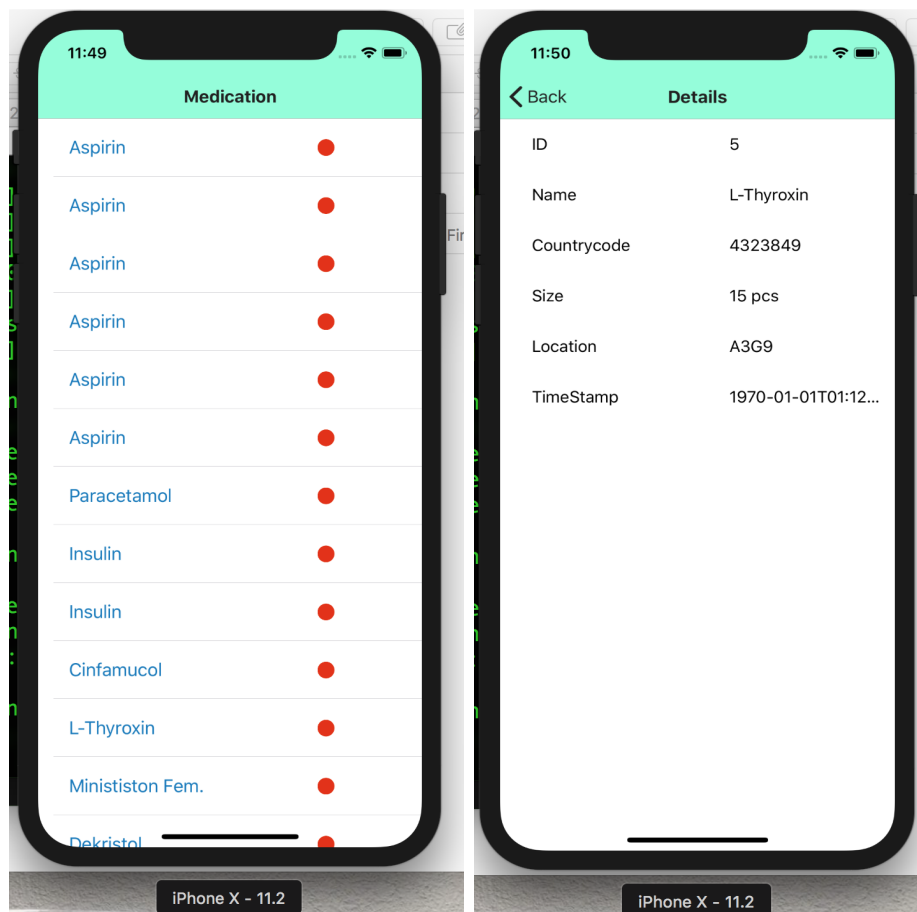 11:49
Medication
Aspirin
Aspirin
Aspirin
Aspirin
Aspirin
Aspirin
Paracetamol
Insulin
Insulin
Cinfamucol
L-Thyroxin
Minististon Fem.
Dekristol
iPhone X - 11.2
11:50
Back Details
ID 5
Name L-Thyroxin
Countrycode 4323849
Size 15 pcs
Location A3G9
TimeStamp 1970-01-01T01:12...
iPhone X - 11.2